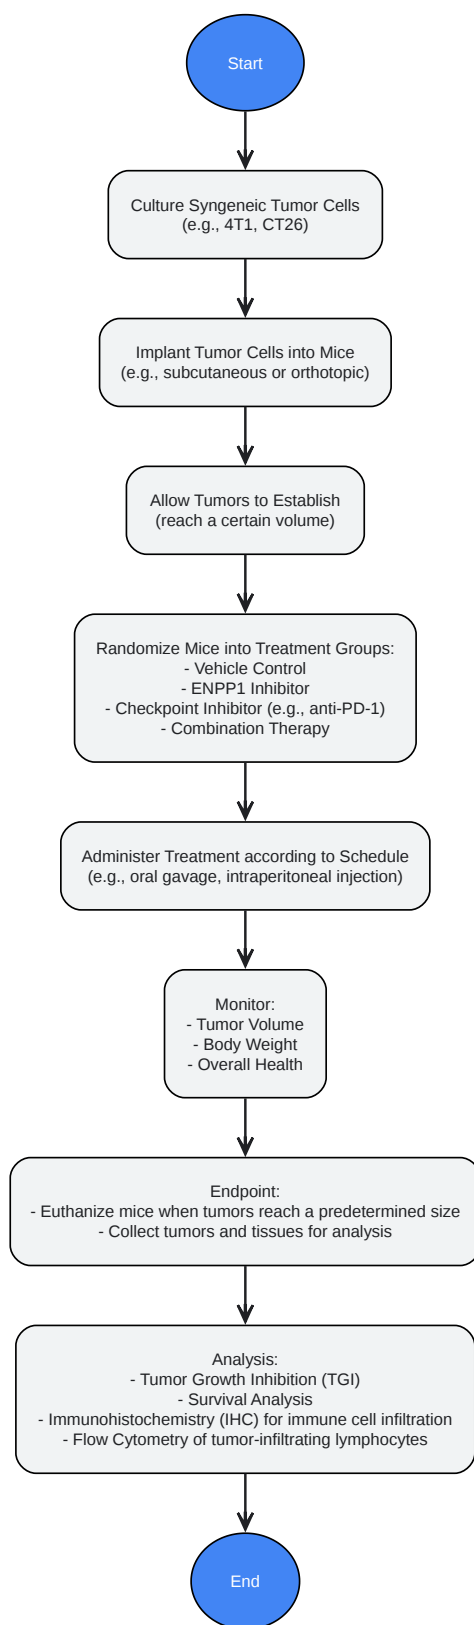 Start
Culture Syngeneic Tumor Cells
(e.g., 4T1, CT26)
Implant Tumor Cells into Mice
(e.g., subcutaneous or orthotopic)
Allow Tumors to Establish
(reach a certain volume)
Randomize Mice into Treatment Groups:
- Vehicle Control
- ENPP1 Inhibitor
- Checkpoint Inhibitor (e.g., anti-PD-1)
- Combination Therapy
Administer Treatment according to Schedule
(e.g., oral gavage, intraperitoneal injection)
Monitor:
- Tumor Volume
- Body Weight
- Overall Health
Endpoint:
- Euthanize mice when tumors reach a predetermined size
- Collect tumors and tissues for analysis
Analysis:
- Tumor Growth Inhibition (TGI)
- Survival Analysis
- Immunohistochemistry (IHC) for immune cell infiltration
- Flow Cytometry of tumor-infiltrating lymphocytes
End